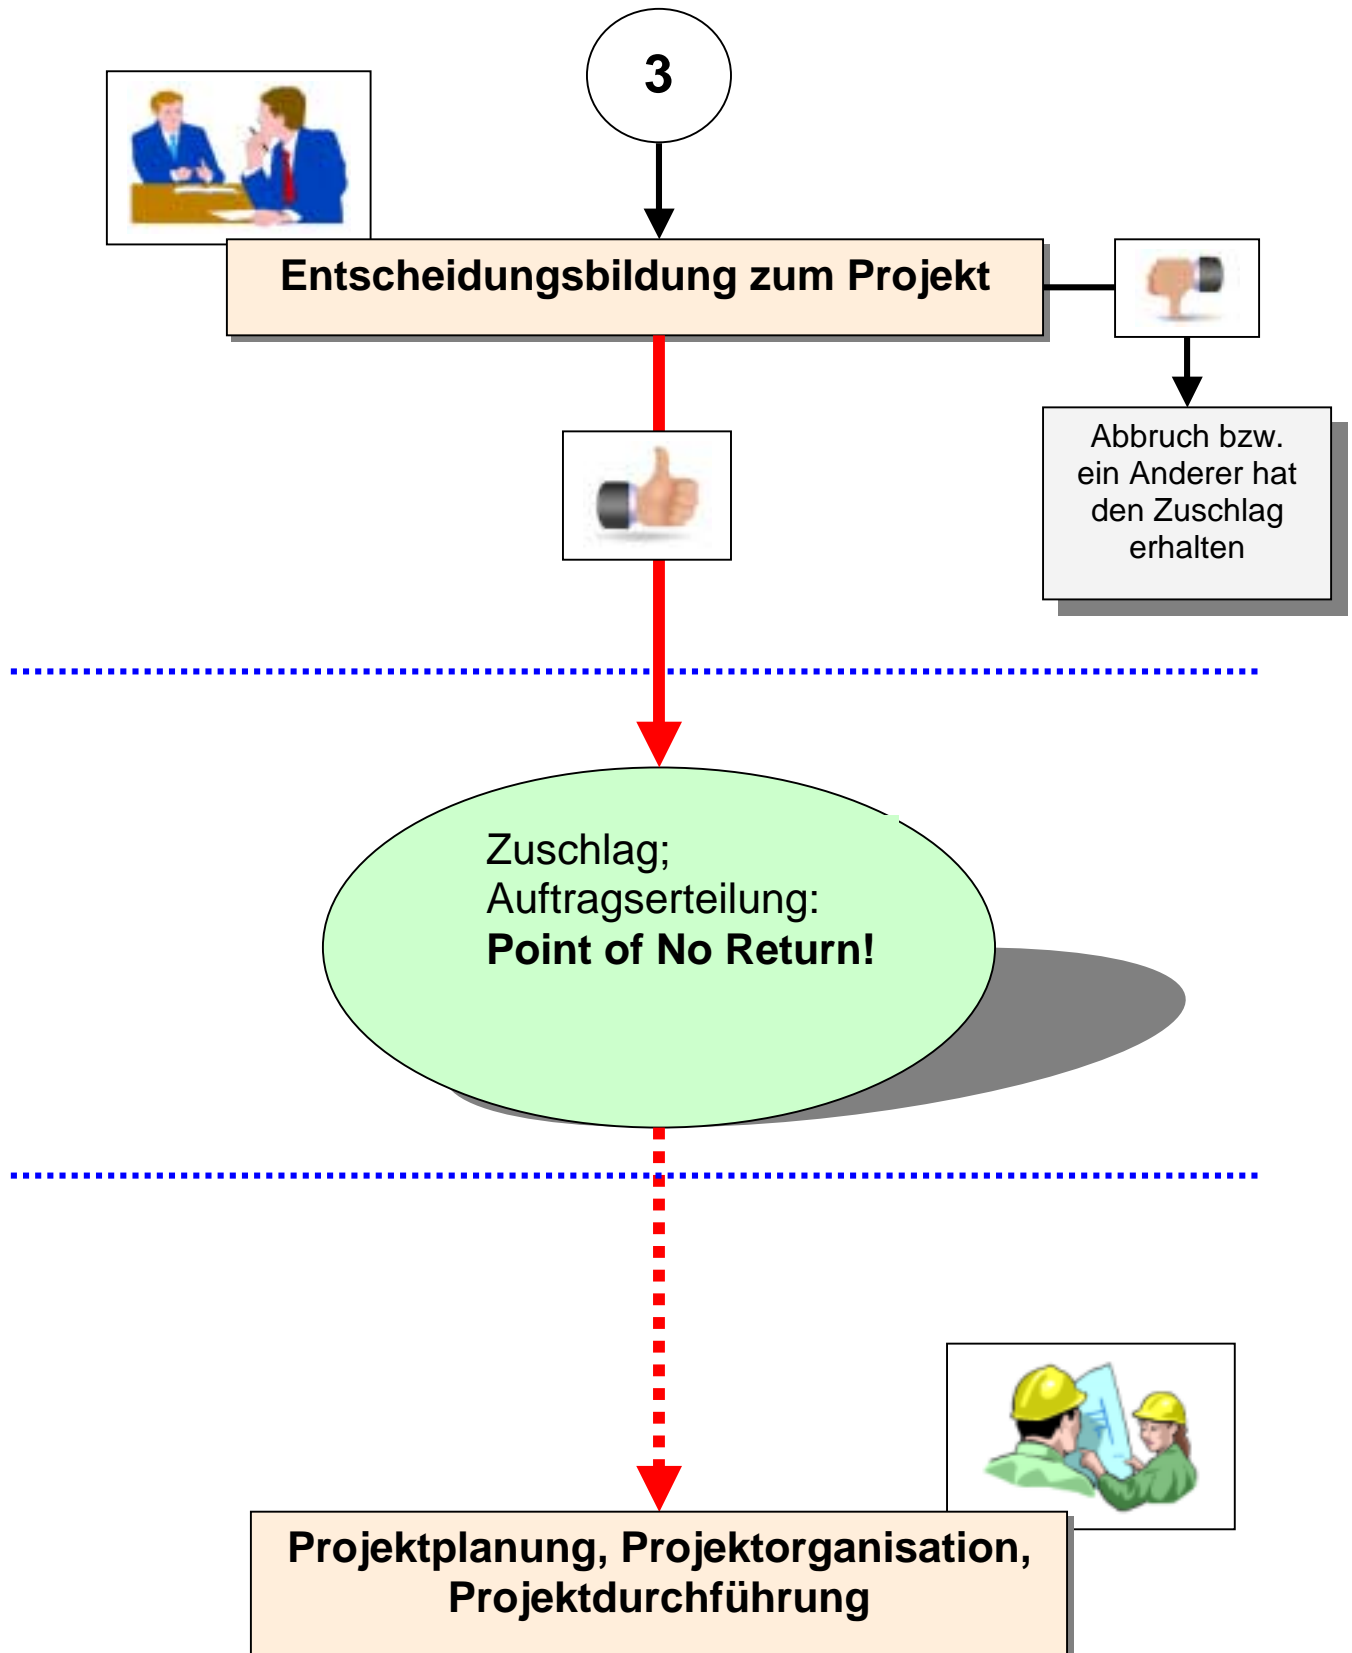 3
Entscheidungsbildung zum Projekt
Abbruch bzw.
ein Anderer hat
den Zuschlag
erhalten
Zuschlag;
Auftragserteilung:
Point of No Return!
Projektplanung, Projektorganisation,
Projektdurchführung